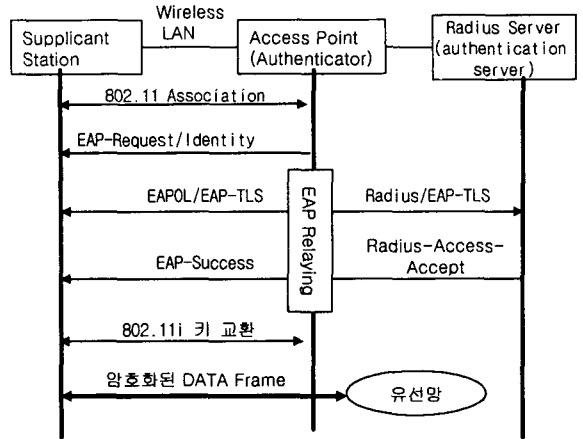 Wireless
LAN
Supplicant
Station
Access Point
(Authenticator)
Radius Server
(authentication
server)
802.11 Association
EAP-Request/Identity
EAPOL/EAP-TLS
EAP Relaying
Radius/EAP-TLS
EAP-Success
Radius-Access-
Accept
802.11i 키 교환
암호화된 DATA Frame
유선망